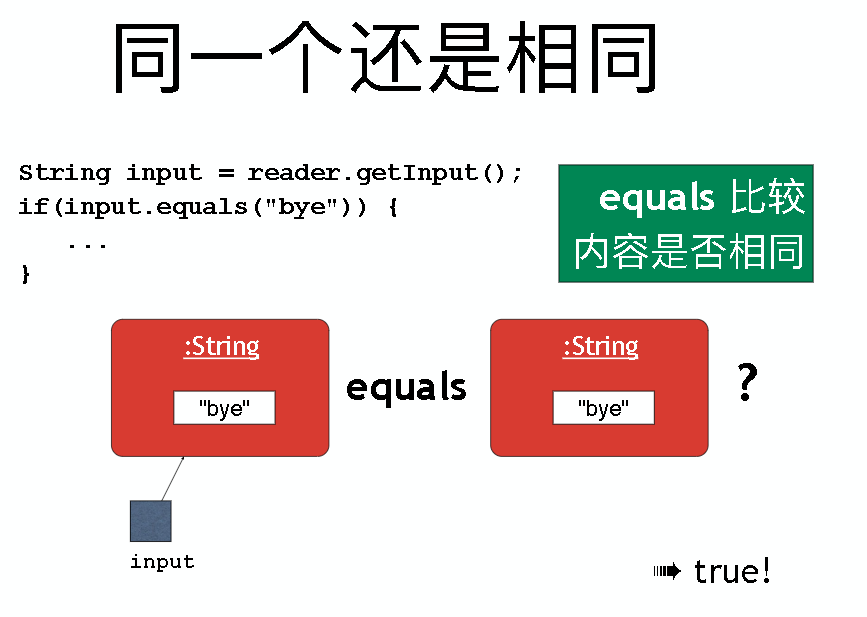 同一个还是相同
String input = reader.getInput();
if(input.equals("bye")) {
...
}
equals 比较
内容是否相同
:String
"bye"
equals
:String
"bye"
?
input
➠ true!